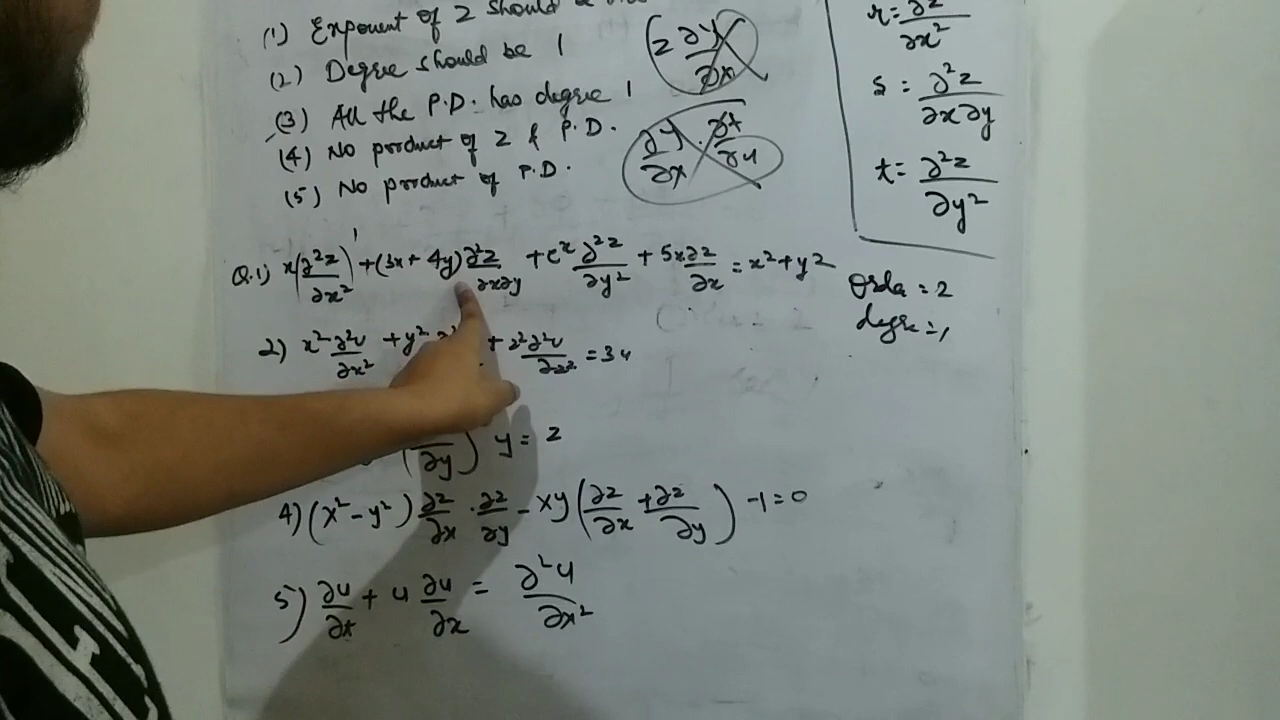 (1) Exponent of z should
(2) Degree should be 1 (z ∂y/∂x)
(3) All the P.D. has degree 1
(4) No product of z & P.D. ∂y/∂x
(5) No product of P.D.
r = ∂²z/∂x²
s = ∂²z/∂x∂y
t = ∂²z/∂y²
Q.1) x(∂²z/∂x²)¹ + (3x + 4y) ∂²z/∂x∂y + eˣ ∂²z/∂y² + 5x ∂z/∂x = x² + y² Order = 2
degree = 1
2) x² ∂²u/∂x² + y² + z² ∂²u/∂z² = 3u
∂y) y = z
4) (x² - y²) ∂z/∂x · ∂z/∂y - xy (∂z/∂x + ∂z/∂y) - 1 = 0
5) ∂u/∂t + u ∂u/∂x = ∂²u/∂x²